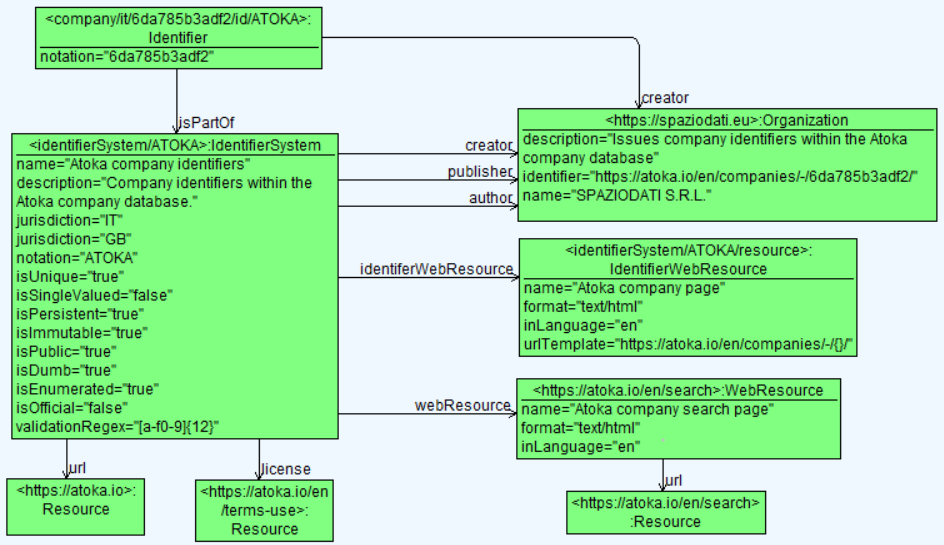 <company/it/6da785b3adf2/id/ATOKA>:
Identifier
notation="6da785b3adf2"
creator
isPartOf
<https://spaziodati.eu>:Organization
description="Issues company identifiers within the Atoka
company database"
identifier="https://atoka.io/en/companies/-/6da785b3adf2/"
name="SPAZIODATI S.R.L."
<identifierSystem/ATOKA>:IdentifierSystem
name="Atoka company identifiers"
description="Company identifiers within the
Atoka company database."
jurisdiction="IT"
jurisdiction="GB"
notation="ATOKA"
isUnique="true"
isSingleValued="false"
isPersistent="true"
isImmutable="true"
isPublic="true"
isDumb="true"
isEnumerated="true"
isOfficial="false"
validationRegex="[a-f0-9]{12}"
creator
publisher
author
identiferWebResource
<identifierSystem/ATOKA/resource>:
IdentifierWebResource
name="Atoka company page"
format="text/html"
inLanguage="en"
urlTemplate="https://atoka.io/en/companies/-/{}/"
webResource
<https://atoka.io/en/search>:WebResource
name="Atoka company search page"
format="text/html"
inLanguage="en"
url
license
url
<https://atoka.io>:
Resource
<https://atoka.io/en
/terms-use>:
Resource
<https://atoka.io/en/search>
:Resource